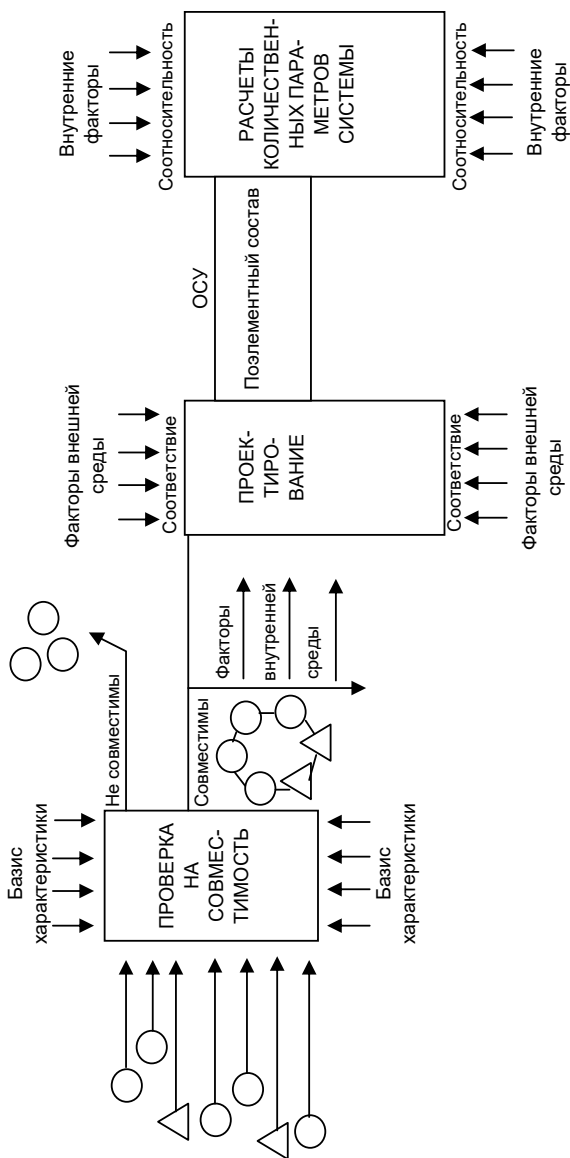 Базис
характеристики
ПРОВЕРКА
НА
СОВМЕС-
ТИМОСТЬ
Базис
характеристики
Не совместимы
Совместимы
Факторы
внутренней
среды
Факторы внешней
среды
Соответствие
ПРОЕК-
ТИРО-
ВАНИЕ
Соответствие
Факторы внешней
среды
ОСУ
Поэлементный состав
Внутренние
факторы
Соотносительность
РАСЧЕТЫ
КОЛИЧЕСТВЕН-
НЫХ ПАРА-
МЕТРОВ
СИСТЕМЫ
Соотносительность
Внутренние
факторы